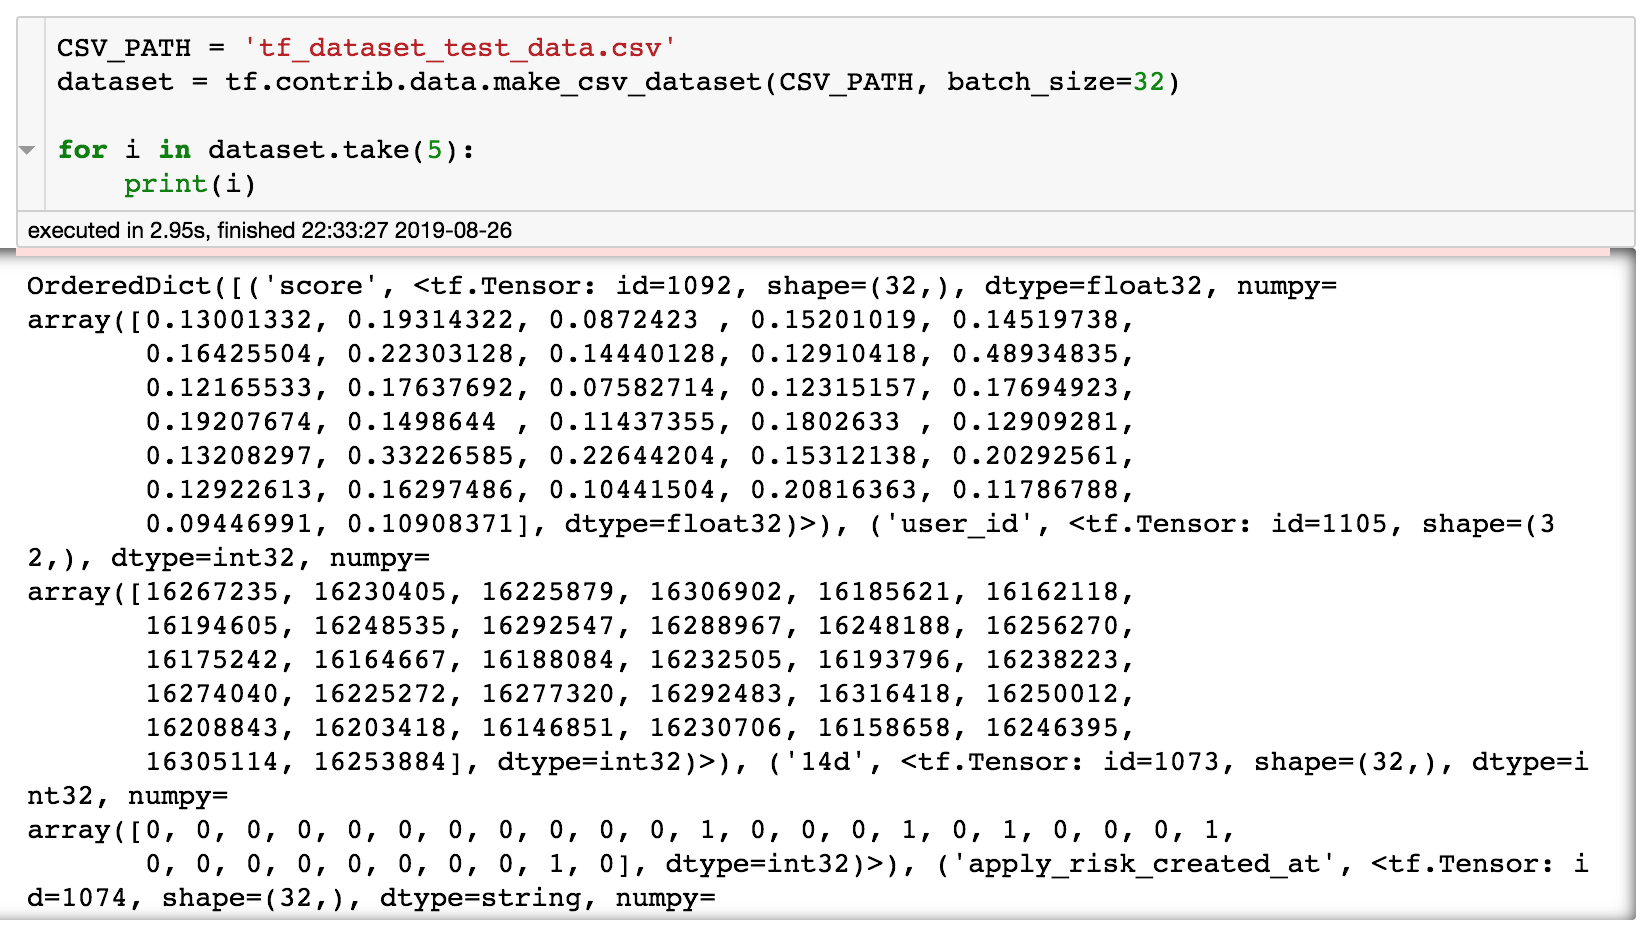 CSV_PATH = 'tf_dataset_test_data.csv'
dataset = tf.contrib.data.make_csv_dataset(CSV_PATH, batch_size=32)
for i in dataset.take(5):
    print(i)
executed in 2.95s, finished 22:33:27 2019-08-26
OrderedDict([('score', <tf.Tensor: id=1092, shape=(32,), dtype=float32, numpy=
array([0.13001332, 0.19314322, 0.0872423 , 0.15201019, 0.14519738,
       0.16425504, 0.22303128, 0.14440128, 0.12910418, 0.48934835,
       0.12165533, 0.17637692, 0.07582714, 0.12315157, 0.17694923,
       0.19207674, 0.1498644 , 0.11437355, 0.1802633 , 0.12909281,
       0.13208297, 0.33226585, 0.22644204, 0.15312138, 0.20292561,
       0.12922613, 0.16297486, 0.10441504, 0.20816363, 0.11786788,
       0.09446991, 0.10908371], dtype=float32)>), ('user_id', <tf.Tensor: id=1105, shape=(3
2,), dtype=int32, numpy=
array([16267235, 16230405, 16225879, 16306902, 16185621, 16162118,
       16194605, 16248535, 16292547, 16288967, 16248188, 16256270,
       16175242, 16164667, 16188084, 16232505, 16193796, 16238223,
       16274040, 16225272, 16277320, 16292483, 16316418, 16250012,
       16208843, 16203418, 16146851, 16230706, 16158658, 16246395,
       16305114, 16253884], dtype=int32)>), ('14d', <tf.Tensor: id=1073, shape=(32,), dtype=i
nt32, numpy=
array([0, 0, 0, 0, 0, 0, 0, 0, 0, 0, 0, 1, 0, 0, 0, 1, 0, 1, 0, 0, 0, 1,
       0, 0, 0, 0, 0, 0, 0, 0, 1, 0], dtype=int32)>), ('apply_risk_created_at', <tf.Tensor: i
d=1074, shape=(32,), dtype=string, numpy=